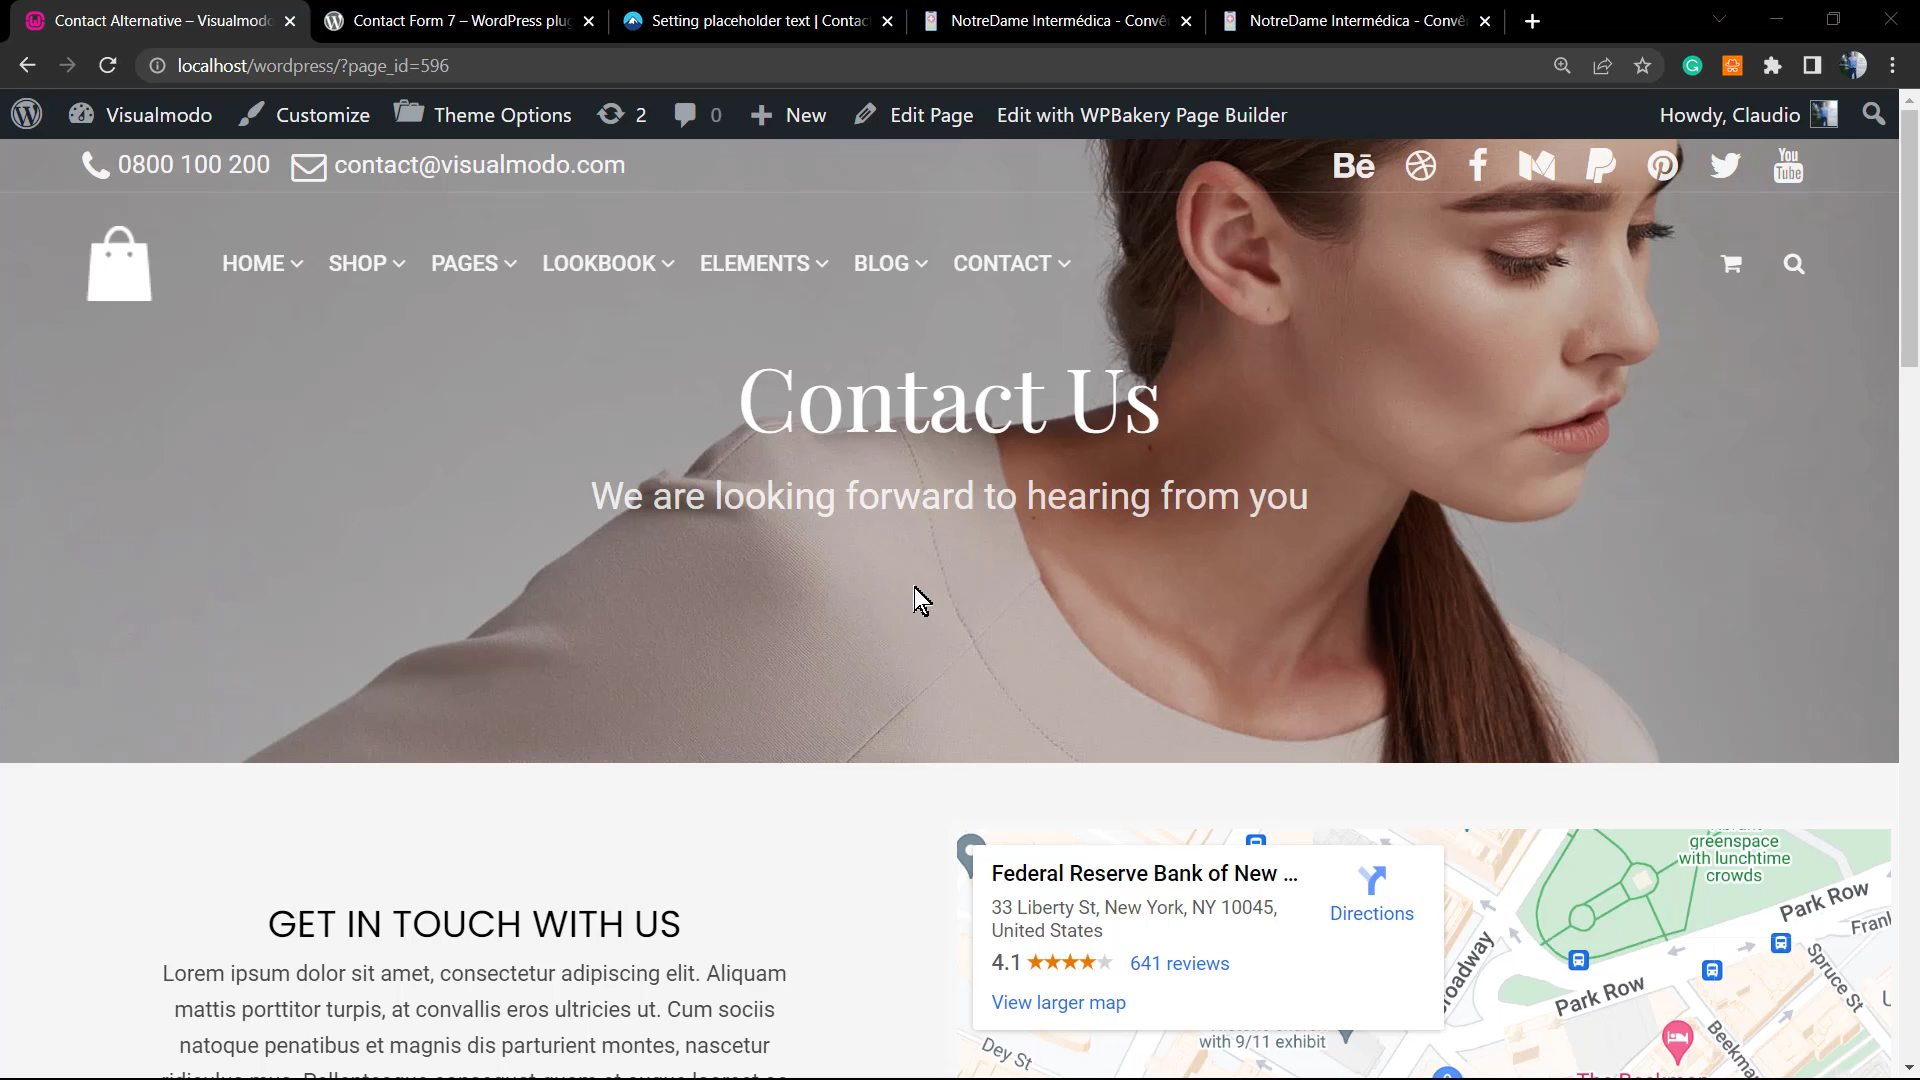 Contact Alternative – Visualmodo
Contact Form 7 – WordPress plu
Setting placeholder text | Contac
NotreDame Intermédica - Convê
NotreDame Intermédica - Convê
localhost/wordpress/?page_id=596
Visualmodo
Customize
Theme Options
2
0
New
Edit Page
Edit with WPBakery Page Builder
Howdy, Claudio
0800 100 200
contact@visualmodo.com
Bē
You
Tube
HOME
SHOP
PAGES
LOOKBOOK
ELEMENTS
BLOG
CONTACT
Contact Us
We are looking forward to hearing from you
GET IN TOUCH WITH US
Lorem ipsum dolor sit amet, consectetur adipiscing elit. Aliquam
mattis porttitor turpis, at convallis eros ultricies ut. Cum sociis
natoque penatibus et magnis dis parturient montes, nascetur
Federal Reserve Bank of New ...
33 Liberty St, New York, NY 10045,
United States
4.1
641 reviews
View larger map
Directions
greenspace
with lunchtime
crowds
Park Row
Park Row
Spruce St
Dey St
with 9/11 exhibit